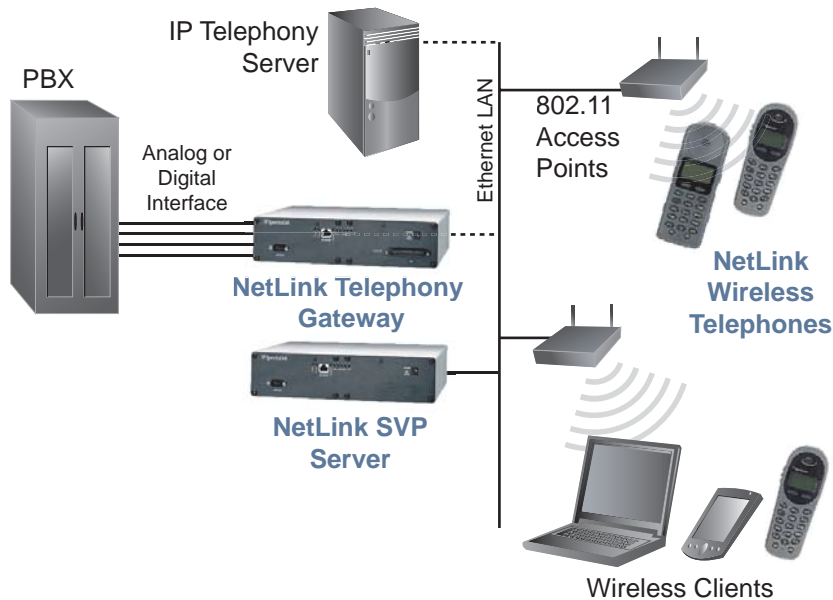 IP Telephony
Server
PBX
Analog or
Digital
Interface
Ethernet LAN
802.11
Access
Points
NetLink
Wireless
Telephones
NetLink Telephony
Gateway
NetLink SVP
Server
Wireless Clients